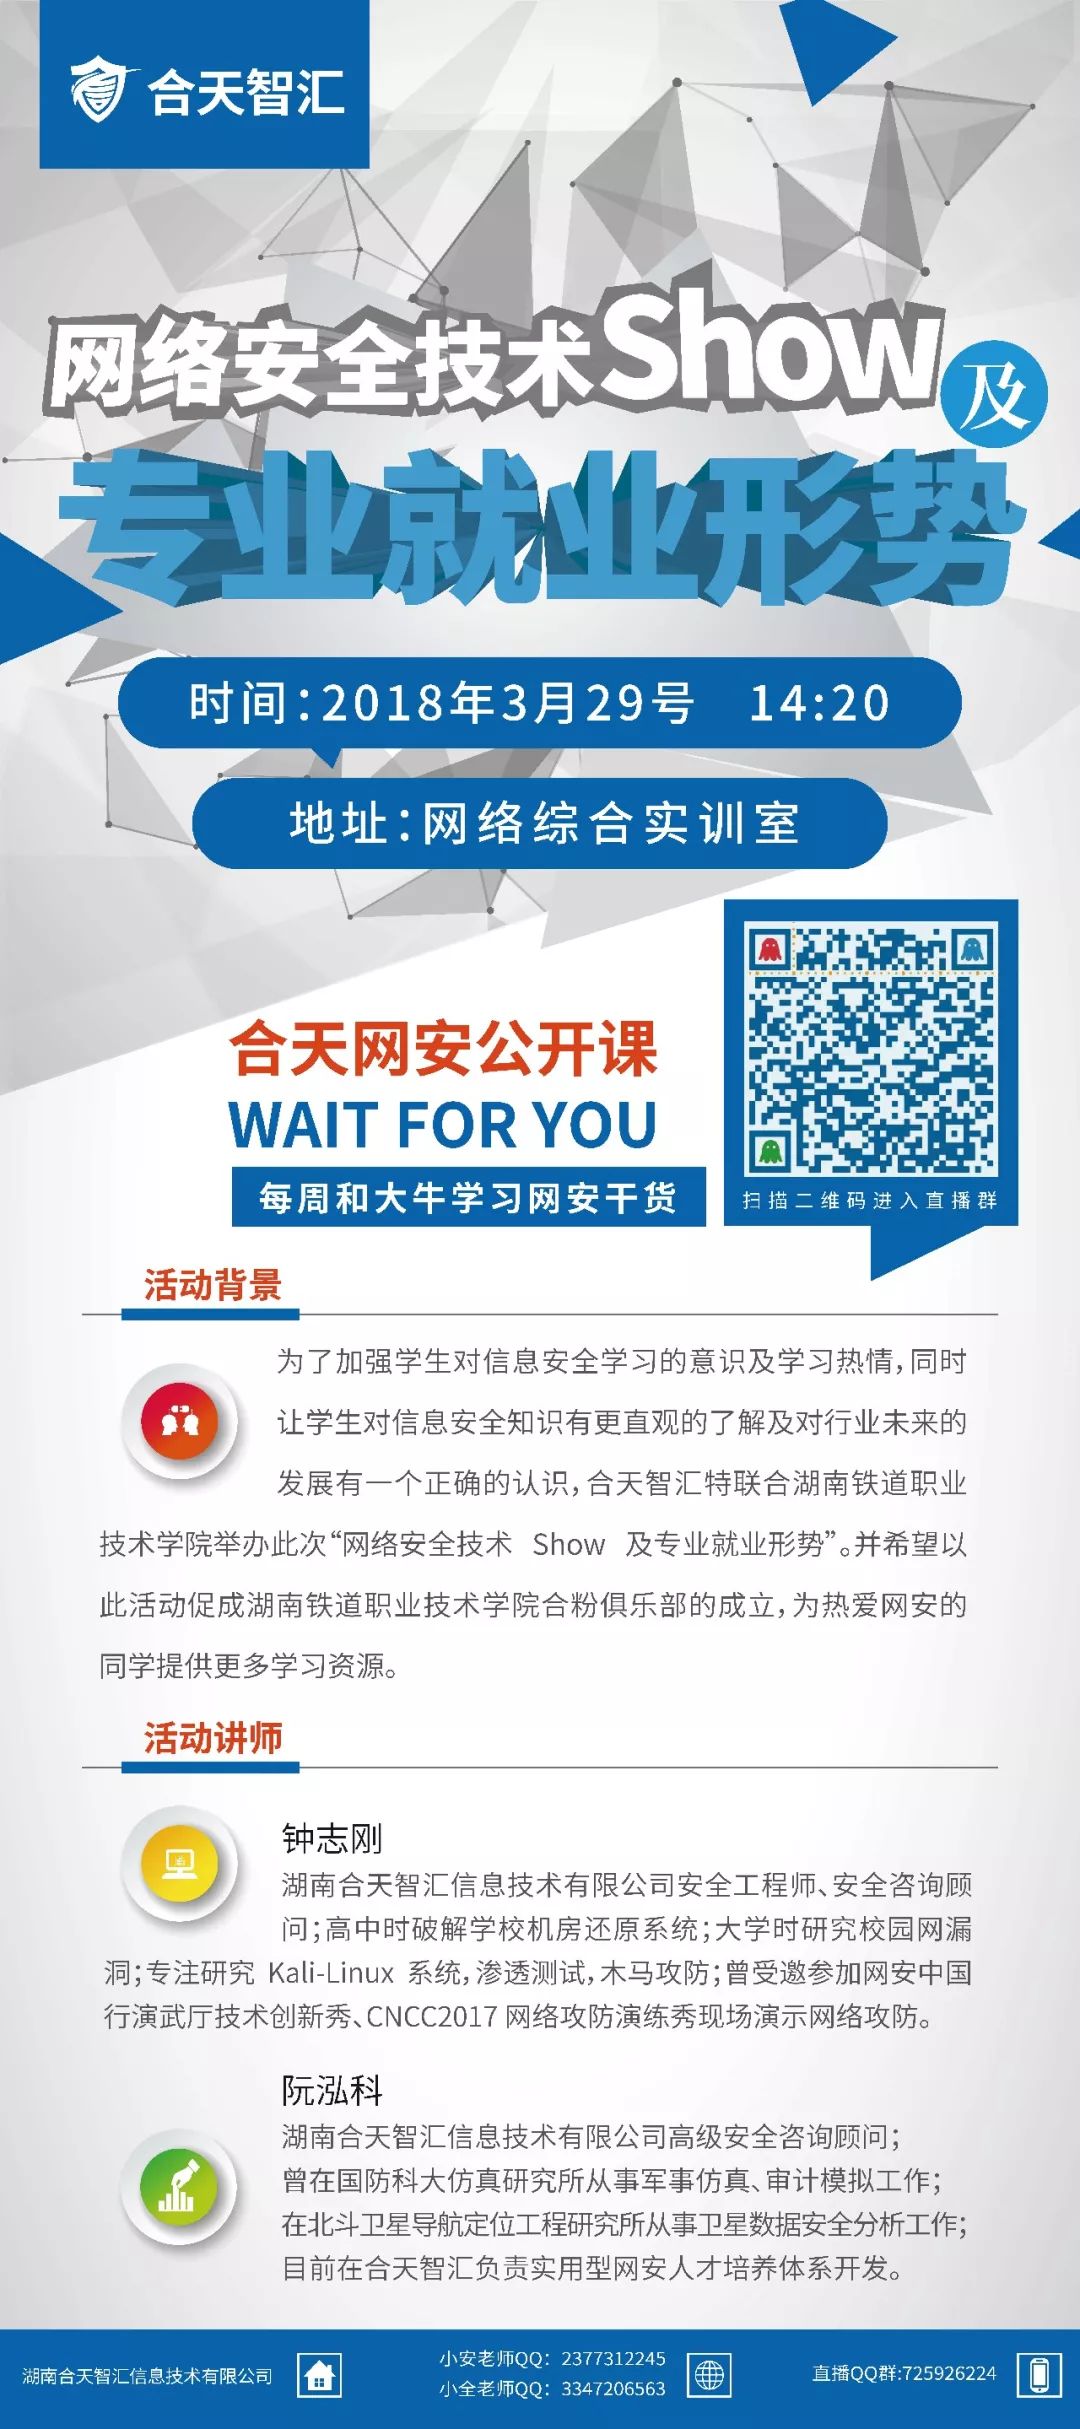 合天智汇
网络安全技术Show及
专业就业形势
时间：2018年3月29号 14:20
地址：网络综合实训室
合天网安公开课
WAIT FOR YOU
每周和大牛学习网安干货
扫描二维码进入直播群
活动背景
为了加强学生对信息安全学习的意识及学习热情，同时
让学生对信息安全知识有更直观的了解及对行业未来的
发展有一个正确的认识，合天智汇特联合湖南铁道职业
技术学院举办此次“网络安全技术 Show 及专业就业形势”。并希望以
此活动促成湖南铁道职业技术学院合粉俱乐部的成立，为热爱网安的
同学提供更多学习资源。
活动讲师
钟志刚
湖南合天智汇信息技术有限公司安全工程师、安全咨询顾
问；高中时破解学校机房还原系统；大学时研究校园网漏
洞；专注研究 Kali-Linux 系统，渗透测试，木马攻防；曾受邀参加网安中国
行演武厅技术创新秀、CNCC2017 网络攻防演练秀现场演示网络攻防。
阮泓科
湖南合天智汇信息技术有限公司高级安全咨询顾问；
曾在国防科大仿真研究所从事军事仿真、审计模拟工作；
在北斗卫星导航定位工程研究所从事卫星数据安全分析工作；
目前在合天智汇负责实用型网安人才培养体系开发。
湖南合天智汇信息技术有限公司
小安老师QQ：2377312245
小全老师QQ：3347206563
直播QQ群:725926224